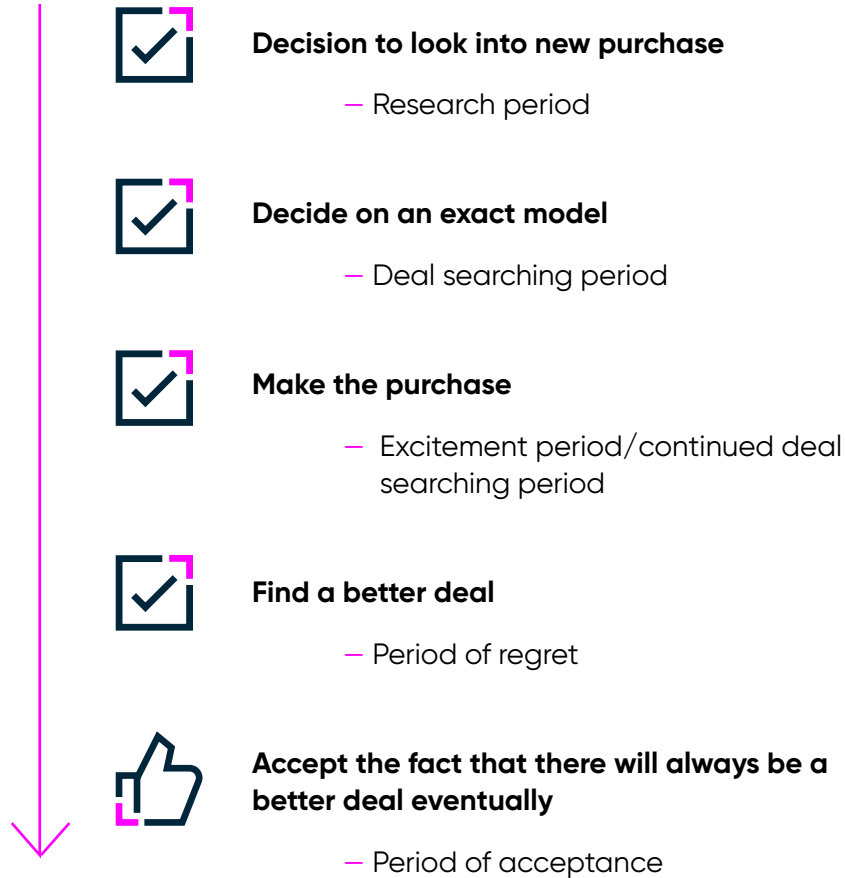 Decision to look into new purchase
— Research period
Decide on an exact model
— Deal searching period
Make the purchase
— Excitement period/continued deal
searching period
Find a better deal
— Period of regret
Accept the fact that there will always be a
better deal eventually
— Period of acceptance